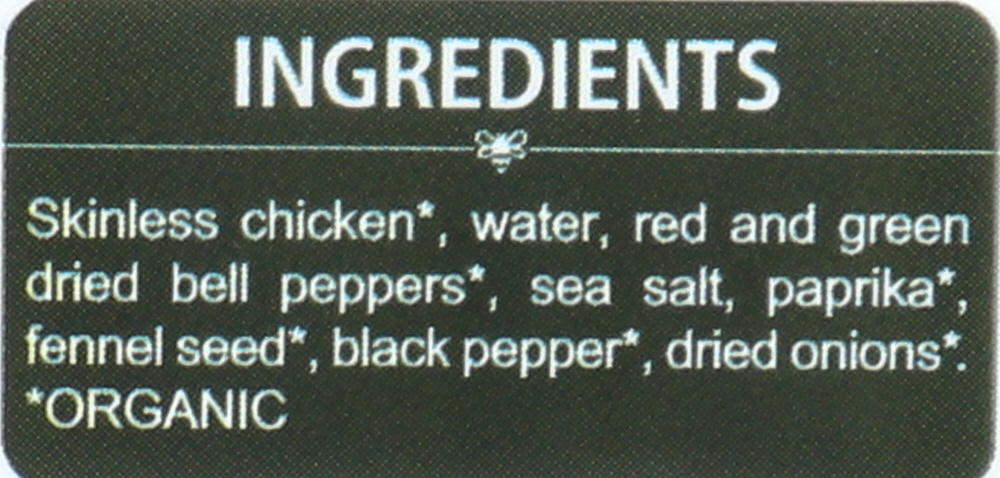 INGREDIENTS
Skinless chicken*, water, red and green
dried bell peppers*, sea salt, paprika*,
fennel seed*, black pepper*, dried onions*.
*ORGANIC